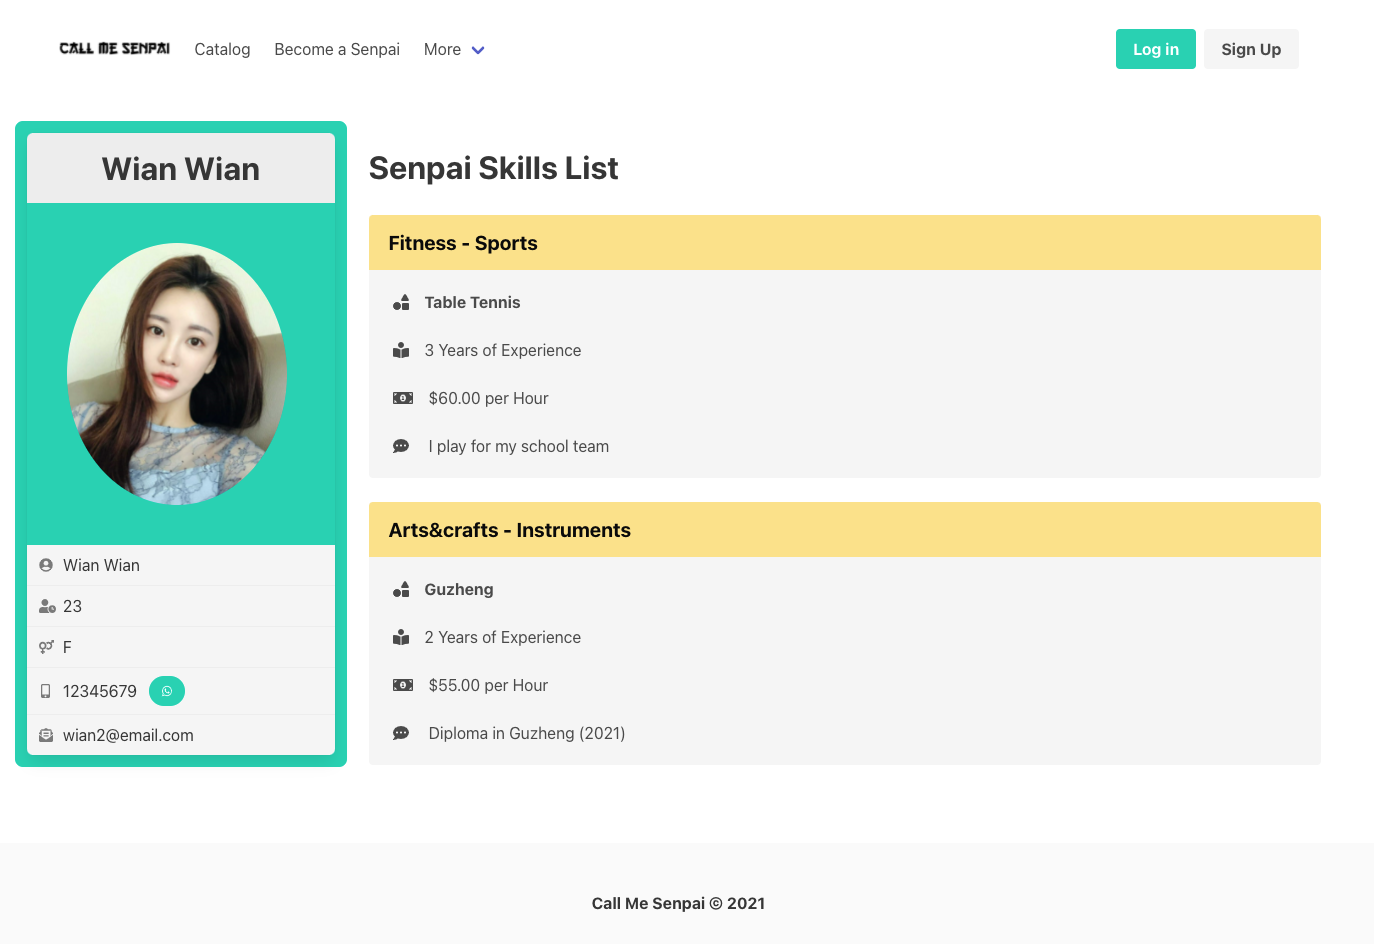 CALL ME SENPAI
Catalog
Become a Senpai
More
Log in
Sign Up
Wian Wian
Wian Wian
23
F
12345679
wian2@email.com
Senpai Skills List
Fitness - Sports
Table Tennis
3 Years of Experience
$60.00 per Hour
I play for my school team
Arts&crafts - Instruments
Guzheng
2 Years of Experience
$55.00 per Hour
Diploma in Guzheng (2021)
Call Me Senpai © 2021